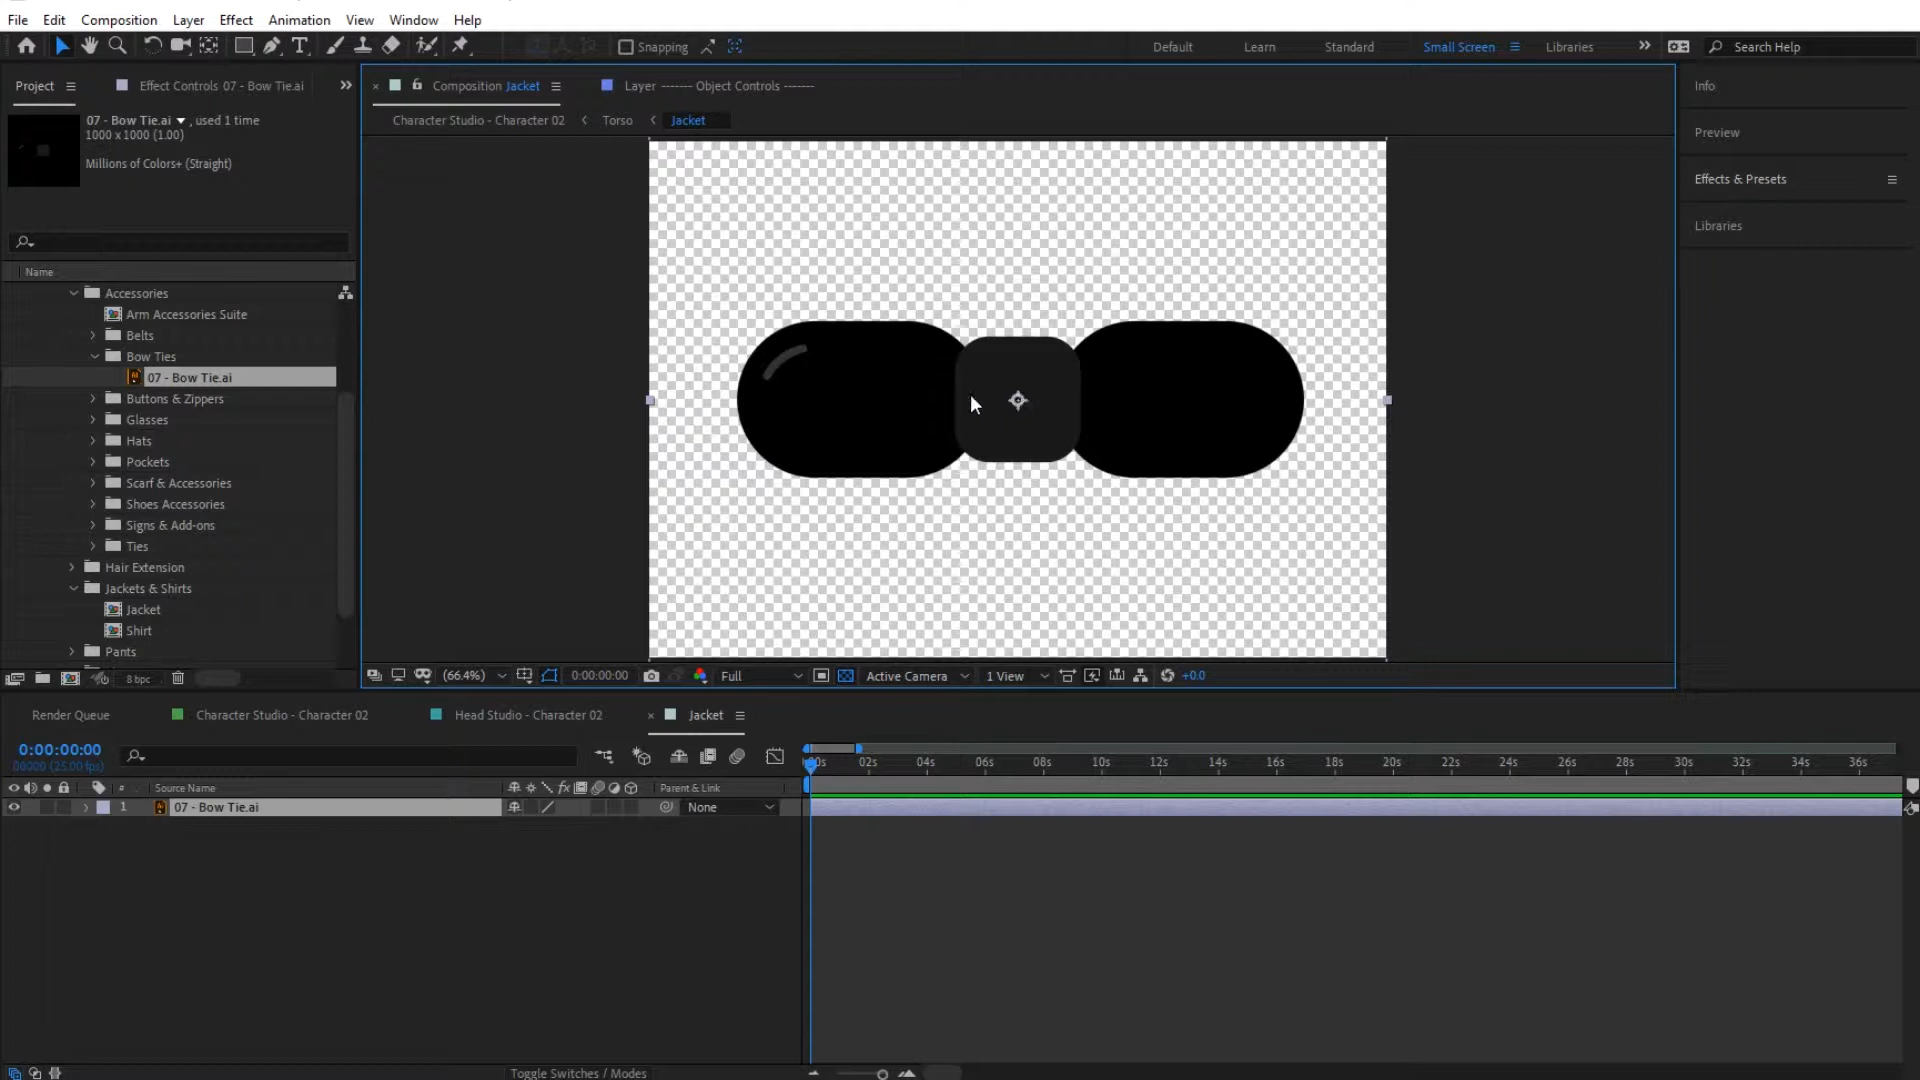 File Edit Composition Layer Effect Animation View Window Help
Snapping Default Learn Standard Small Screen Libraries Search Help
Project Effect Controls 07 - Bow Tie.ai
Composition Jacket Layer ------- Object Controls -------
Character Studio - Character 02 Torso Jacket
07 - Bow Tie.ai , used 1 time
1000 x 1000 (1.00)
Millions of Colors+ (Straight)
Name
Accessories
Arm Accessories Suite
Belts
Bow Ties
07 - Bow Tie.ai
Buttons & Zippers
Glasses
Hats
Pockets
Scarf & Accessories
Shoes Accessories
Signs & Add-ons
Ties
Hair Extension
Jackets & Shirts
Jacket
Shirt
Pants
8 bpc
Info
Preview
Effects & Presets
Libraries
(66.4%) 0:00:00:00 Full Active Camera 1 View +0.0
Render Queue Character Studio - Character 02 Head Studio - Character 02 Jacket
0:00:00:00
00000 (25.00 fps)
00s 02s 04s 06s 08s 10s 12s 14s 16s 18s 20s 22s 24s 26s 28s 30s 32s 34s 36s
# Source Name fx Parent & Link
1 07 - Bow Tie.ai None
Toggle Switches / Modes